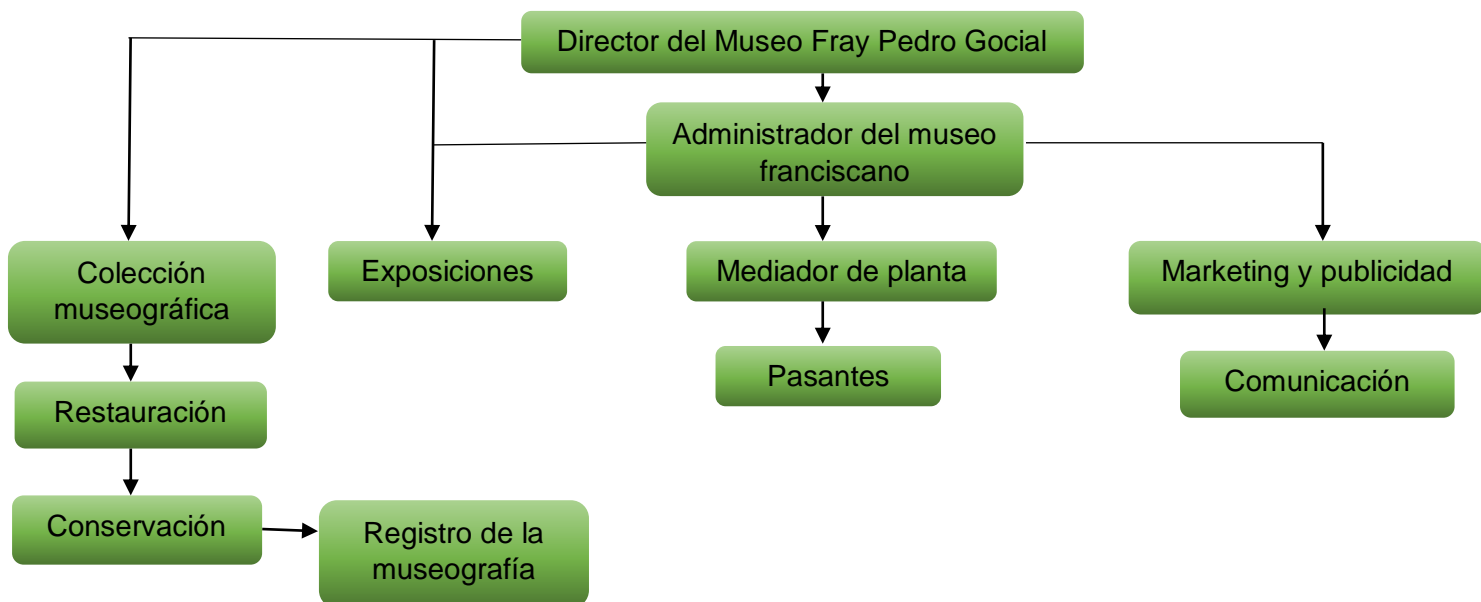 Director del Museo Fray Pedro Gocial
Administrador del museo
franciscano
Colección
museográfica
Exposiciones
Mediador de planta
Marketing y publicidad
Pasantes
Comunicación
Restauración
Conservación
Registro de la
museografía